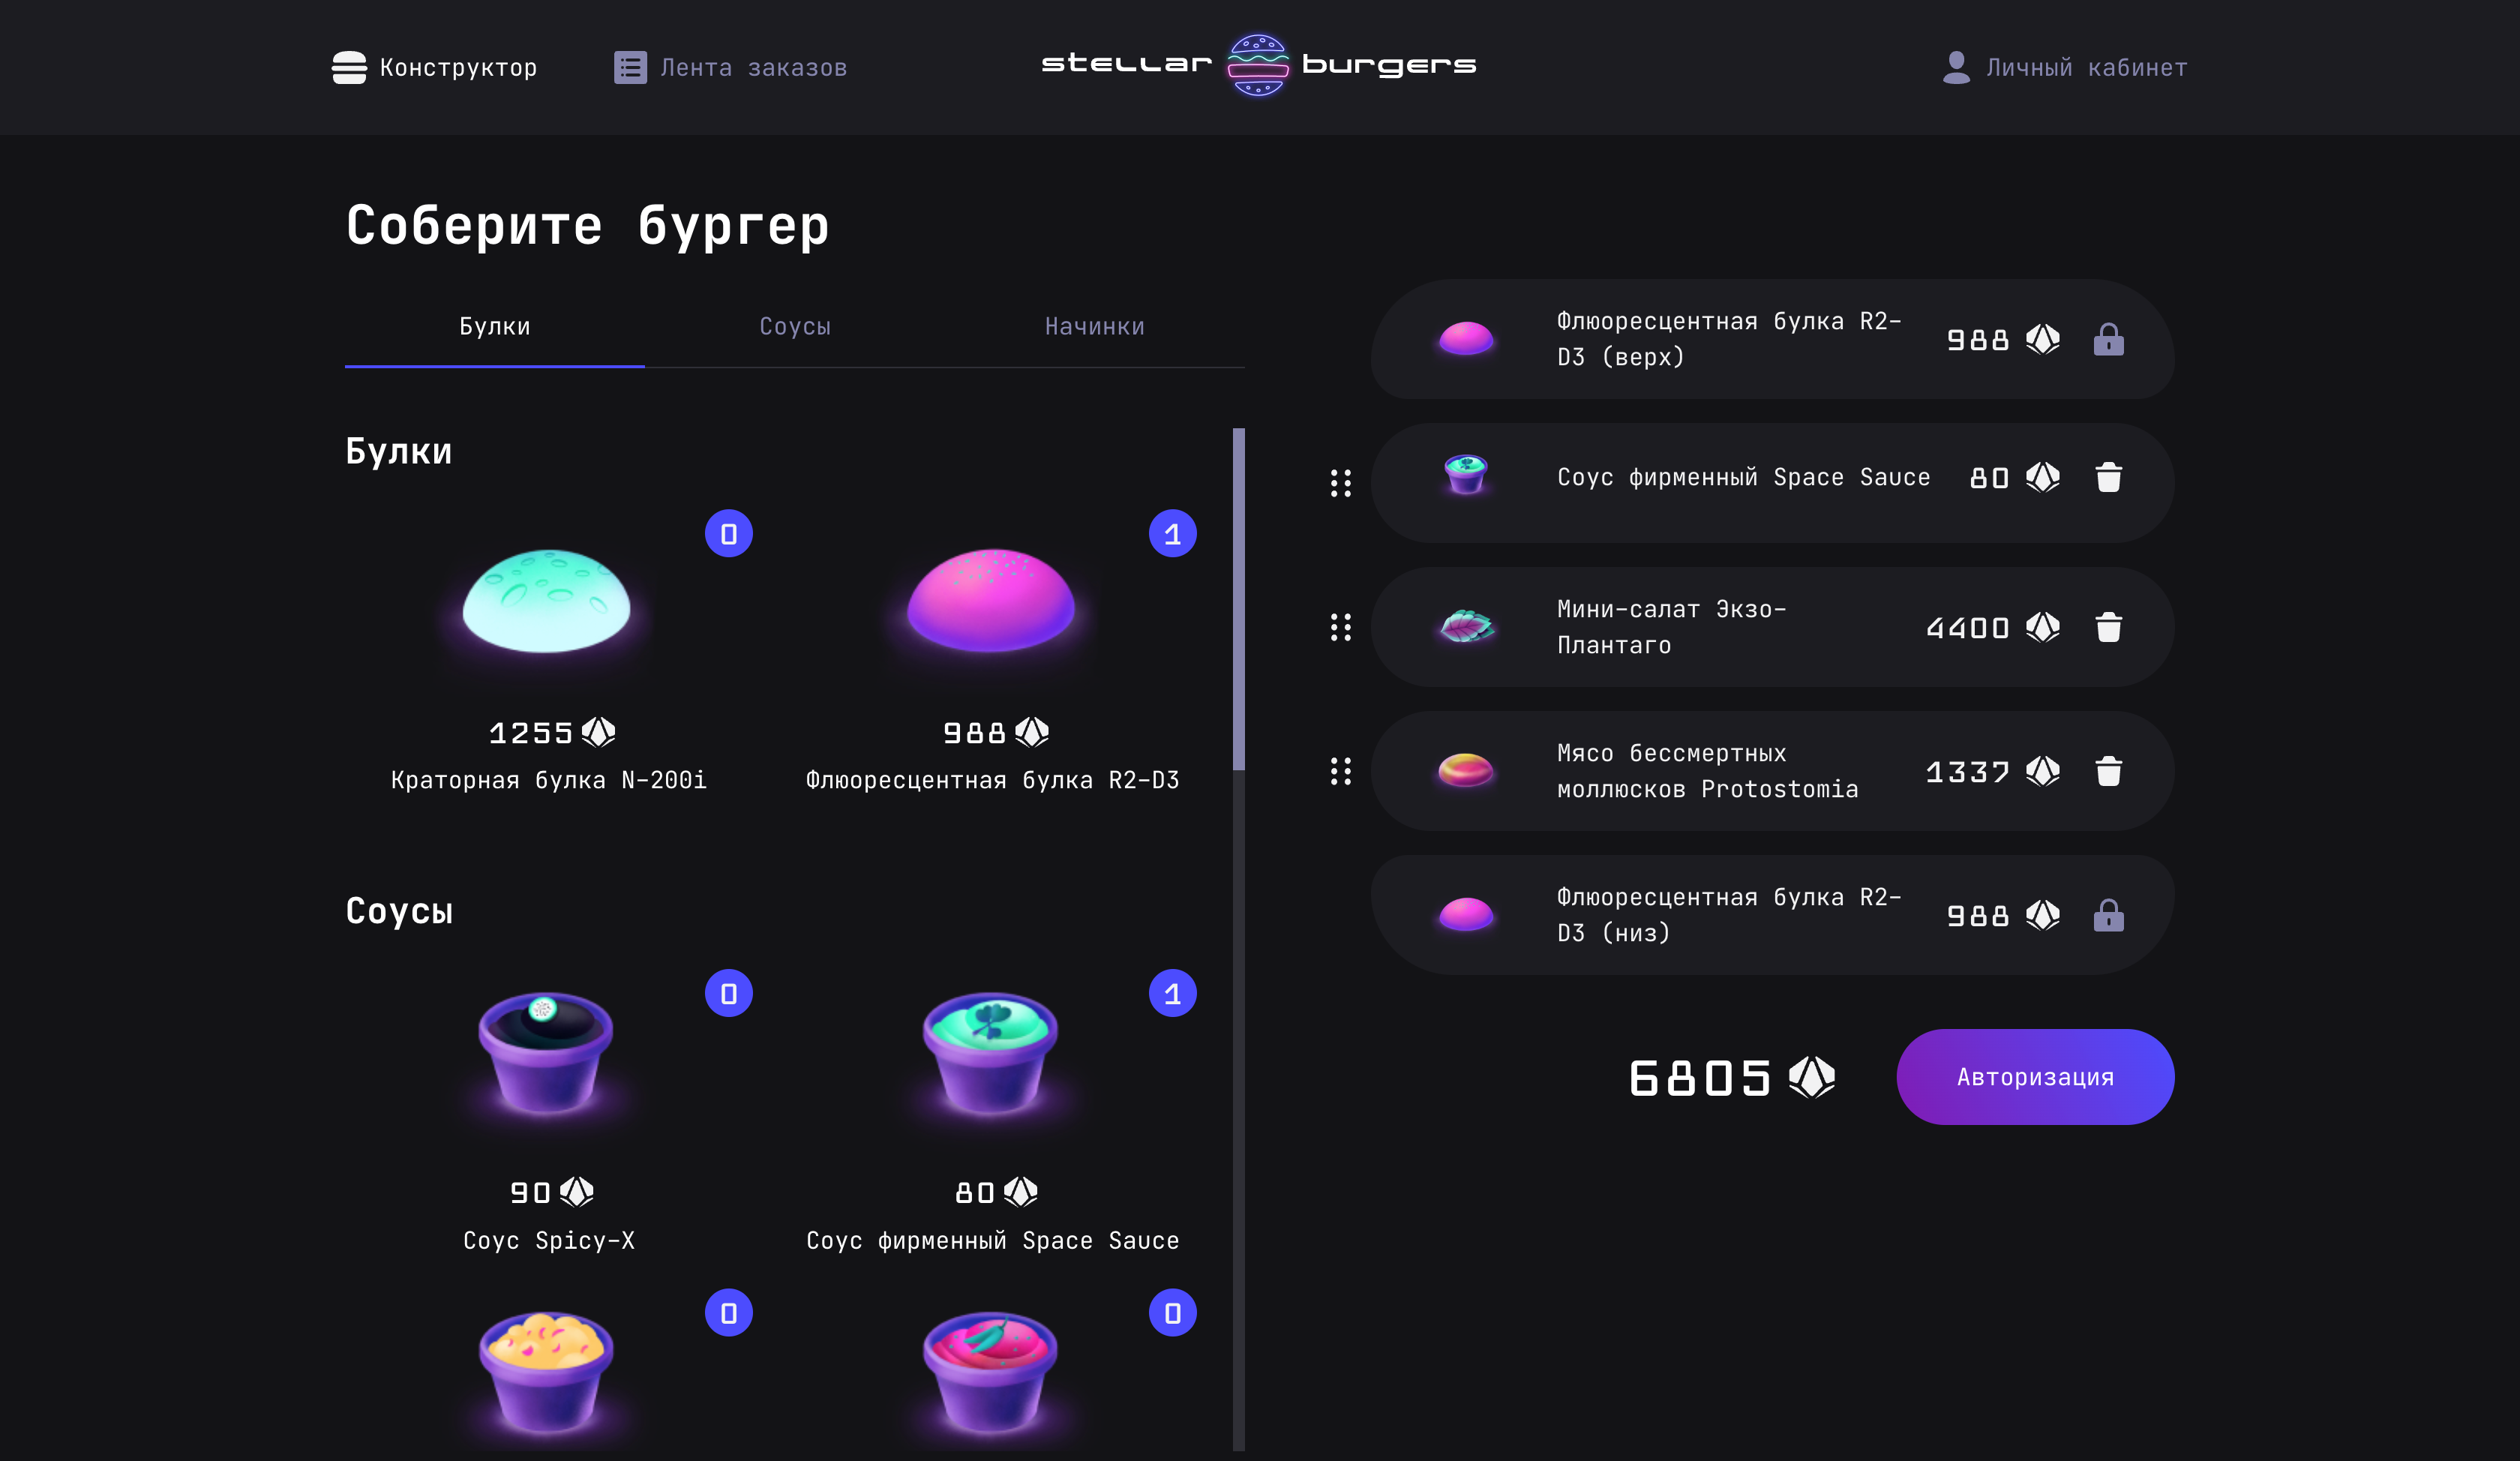 Конструктор
Лента заказов
stellar burgers
Личный кабинет
Соберите бургер
Булки
Соусы
Начинки
Булки
0
1
1255
988
Краторная булка N-200i
Флюоресцентная булка R2-D3
Соусы
0
1
90
80
Соус Spicy-X
Соус фирменный Space Sauce
0
0
Флюоресцентная булка R2-
D3 (верх)
988
Соус фирменный Space Sauce
80
Мини-салат Экзо-
Плантаго
4400
Мясо бессмертных
моллюсков Protostomia
1337
Флюоресцентная булка R2-
D3 (низ)
988
6805
Авторизация